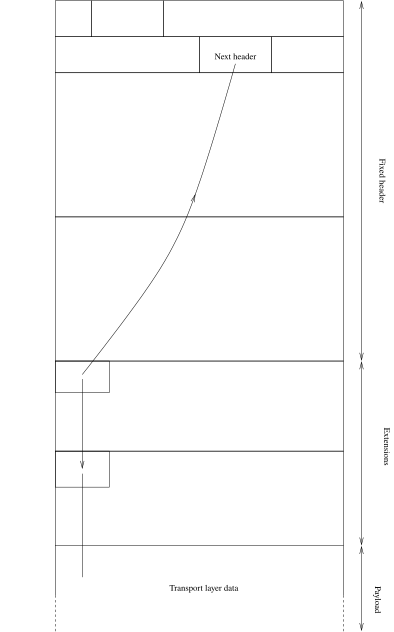 Next header
Fixed header
Extensions
Transport layer data
Payload